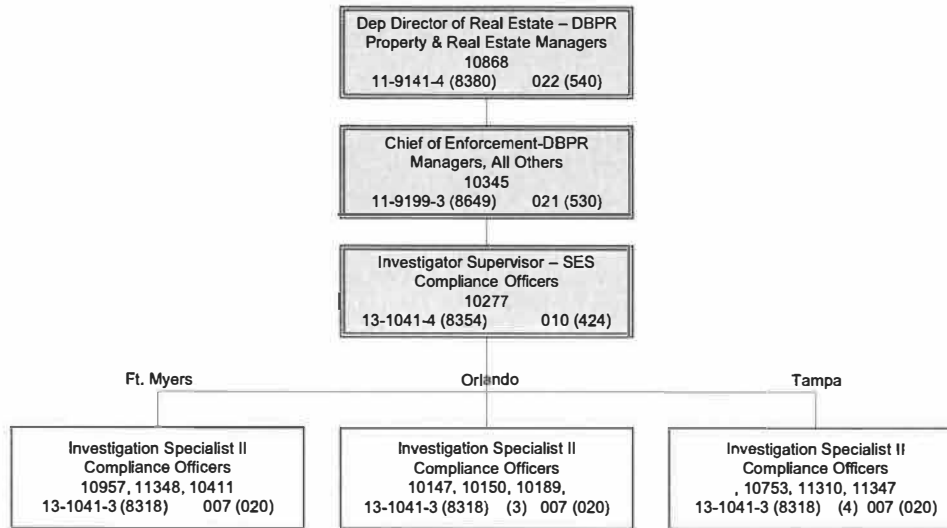 Dep Director of Real Estate – DBPR
Property & Real Estate Managers
10868
11-9141-4 (8380) 022 (540)
Chief of Enforcement-DBPR
Managers, All Others
10345
11-9199-3 (8649) 021 (530)
Investigator Supervisor – SES
Compliance Officers
10277
13-1041-4 (8354) 010 (424)
Ft. Myers
Orlando
Tampa
Investigation Specialist II
Compliance Officers
10957, 11348, 10411
13-1041-3 (8318) 007 (020)
Investigation Specialist II
Compliance Officers
10147, 10150, 10189,
13-1041-3 (8318) (3) 007 (020)
Investigation Specialist II
Compliance Officers
, 10753, 11310, 11347
13-1041-3 (8318) (4) 007 (020)